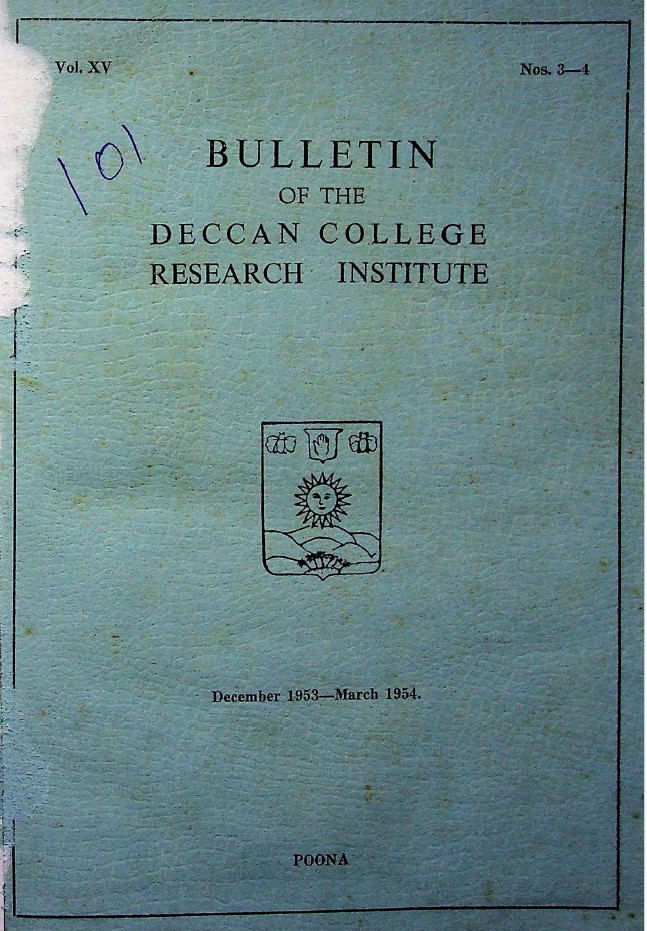 Vol. XV
Nos. 3—4
101
BULLETIN
OF THE
DECCAN COLLEGE
RESEARCH INSTITUTE
December 1953—March 1954.
POONA